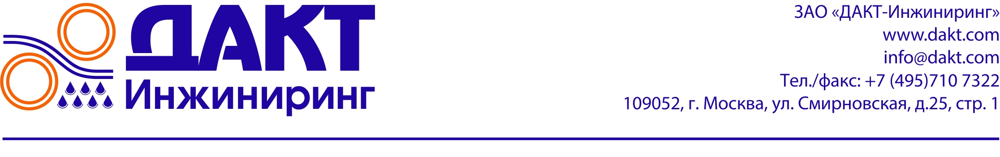 ДАКТ
Инжиниринг
ЗАО «ДАКТ-Инжиниринг»
www.dakt.com
info@dakt.com
Тел./факс: +7 (495)710 7322
109052, г. Москва, ул. Смирновская, д.25, стр. 1